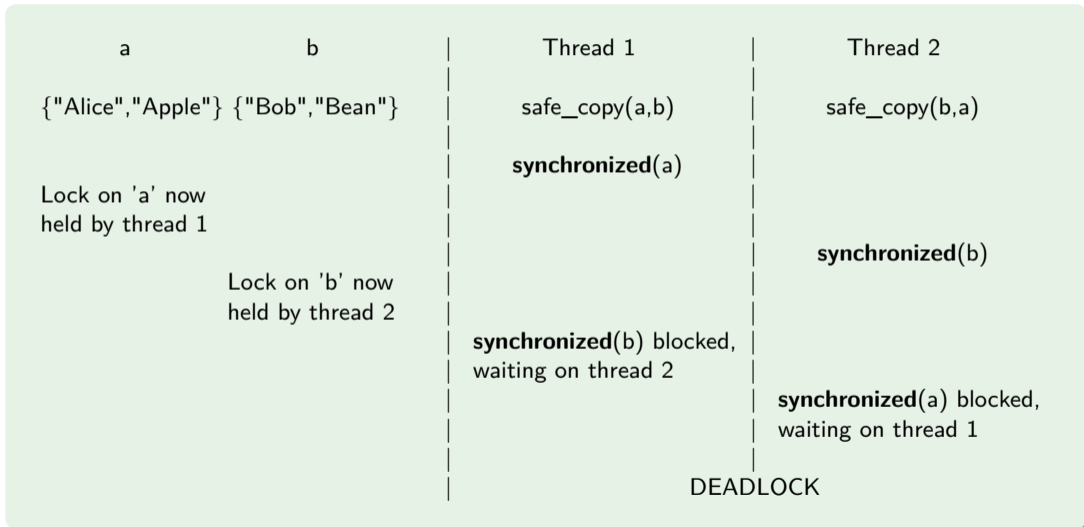 a b Thread 1 Thread 2
{"Alice","Apple"} {"Bob","Bean"} safe_copy(a,b) safe_copy(b,a)
synchronized(a)
Lock on 'a' now
held by thread 1
synchronized(b)
Lock on 'b' now
held by thread 2
synchronized(b) blocked,
waiting on thread 2
synchronized(a) blocked,
waiting on thread 1
DEADLOCK